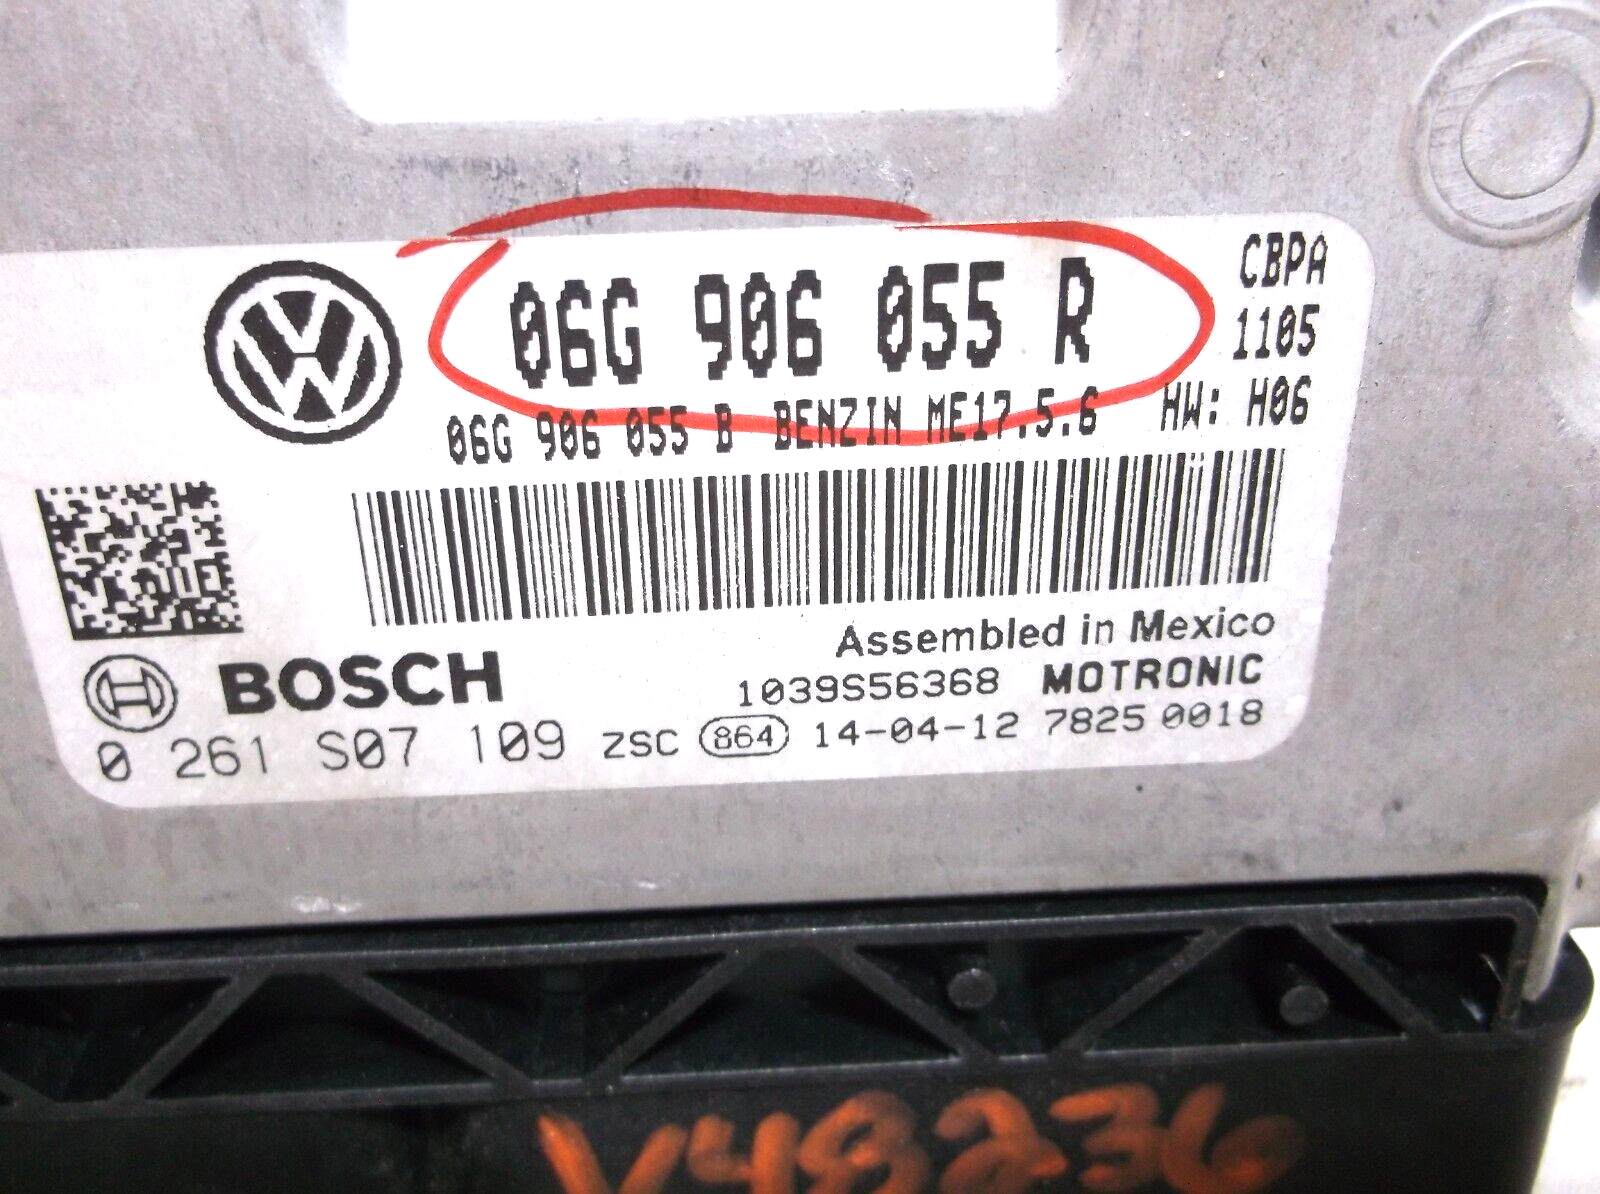 06G 906 055 R
CBPA
1105
06G 906 055 B BENZIN ME17.5.6 HW: H06
Assembled in Mexico
BOSCH 1039S56368 MOTRONIC
0 261 S07 109 ZSC 864 14-04-12 7825 0018
V48236